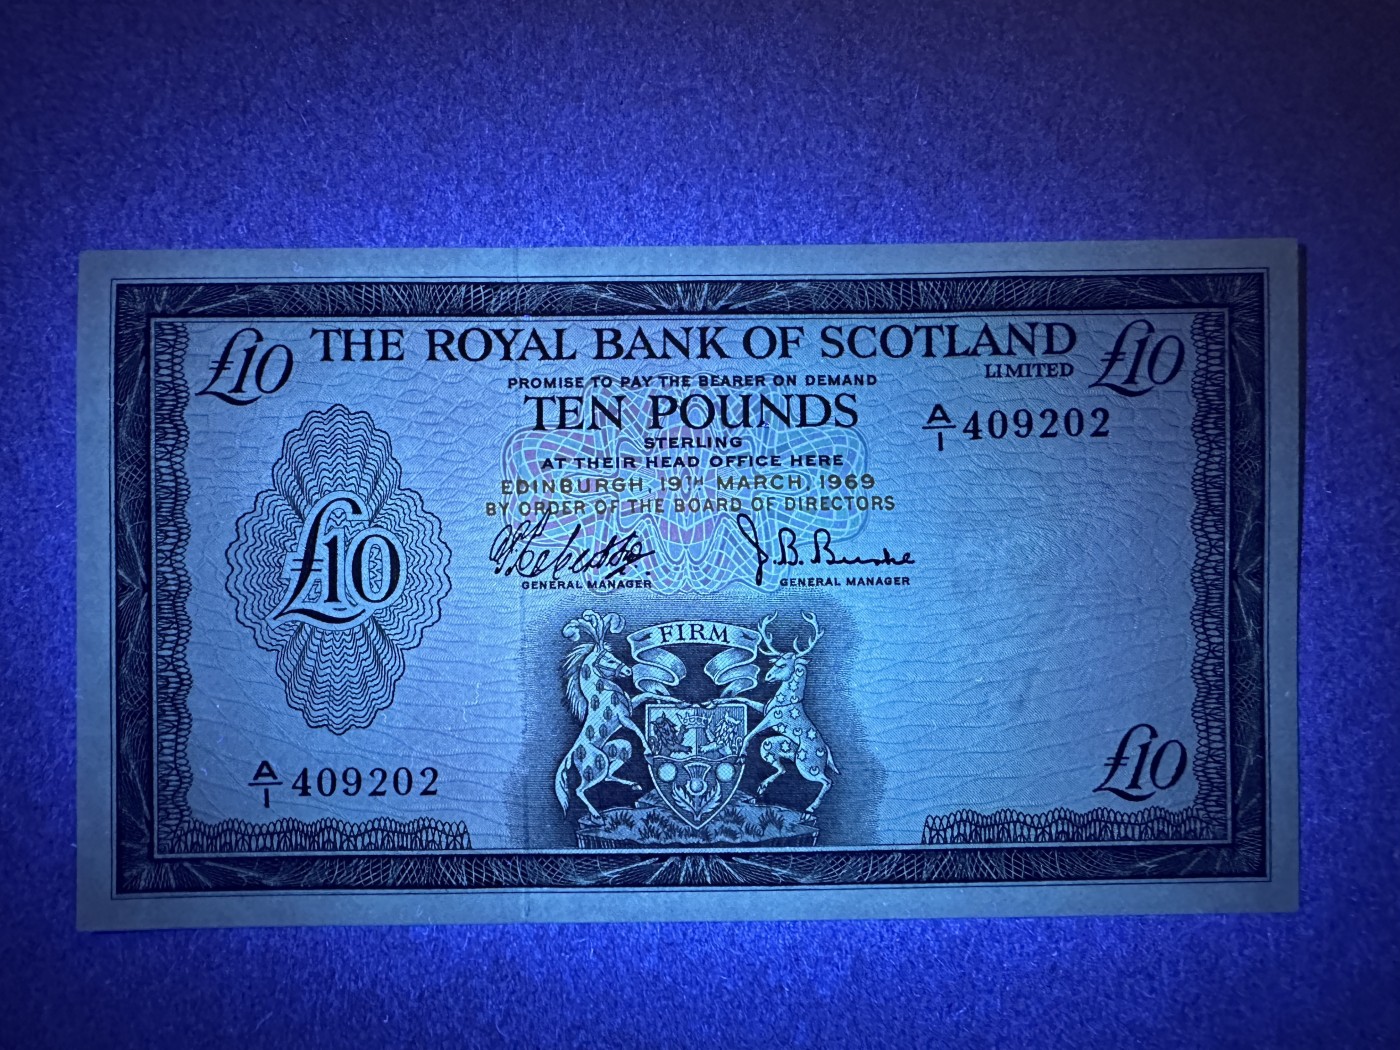 £10 THE ROYAL BANK OF SCOTLAND £10
LIMITED
PROMISE TO PAY THE BEARER ON DEMAND
TEN POUNDS
A/1 409202
STERLING
AT THEIR HEAD OFFICE HERE
EDINBURGH, 19TH MARCH, 1969
BY ORDER OF THE BOARD OF DIRECTORS
J. B. Burke
GENERAL MANAGER GENERAL MANAGER
£10
FIRM
A/1 409202
£10